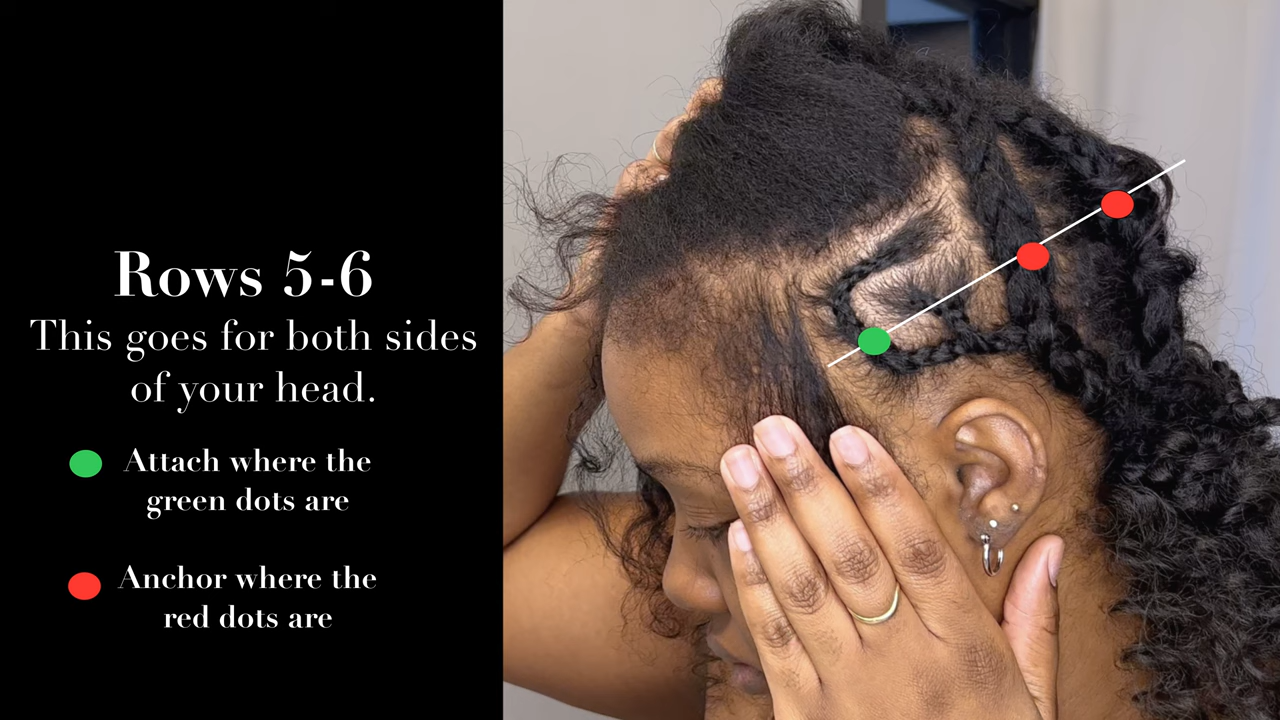 Rows 5-6
This goes for both sides
of your head.
Attach where the
green dots are
Anchor where the
red dots are